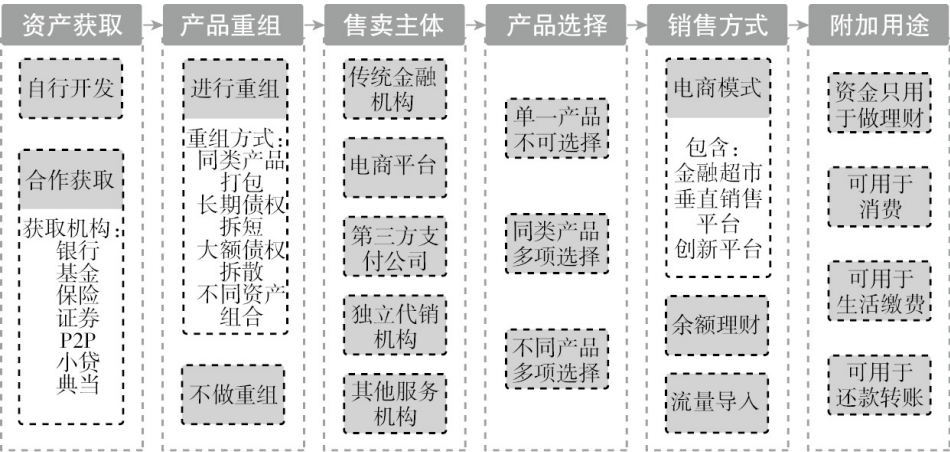 资产获取
自行开发
合作获取
获取机构：
银行
基金
保险
证券
P2P
小贷
典当
产品重组
进行重组
重组方式：
同类产品
打包
长期债权
拆短
大额债权
拆散
不同资产
组合
不做重组
售卖主体
传统金融
机构
电商平台
第三方支
付公司
独立代销
机构
其他服务
机构
产品选择
单一产品
不可选择
同类产品
多项选择
不同产品
多项选择
销售方式
电商模式
包含：
金融超市
垂直销售
平台
创新平台
余额理财
流量导入
附加用途
资金只用
于做理财
可用于
消费
可用于
生活缴费
可用于
还款转账